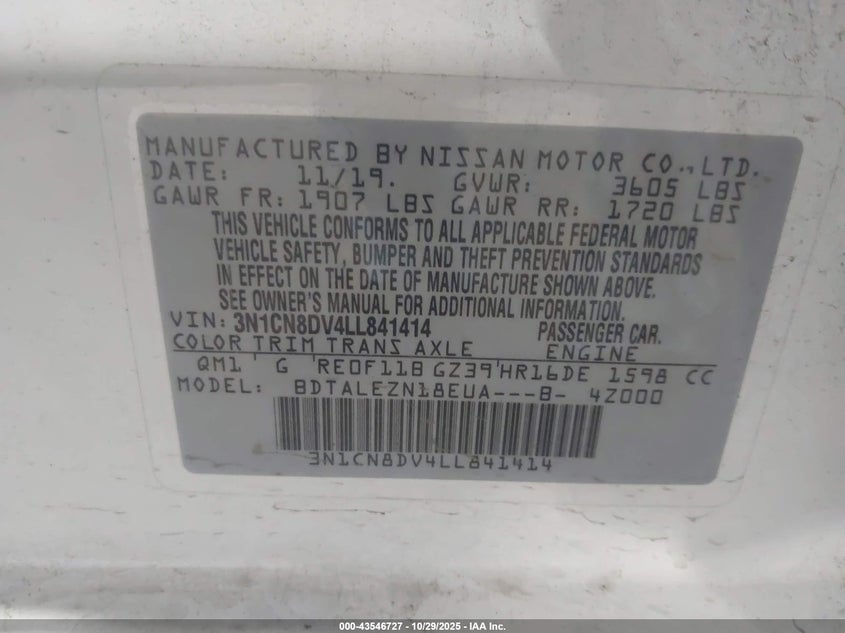 MANUFACTURED BY NISSAN MOTOR CO., LTD.
DATE: 11/19. GVWR: 3605 LBS
GAWR FR: 1907 LBS GAWR RR: 1720 LBS
THIS VEHICLE CONFORMS TO ALL APPLICABLE FEDERAL MOTOR
VEHICLE SAFETY, BUMPER AND THEFT PREVENTION STANDARDS
IN EFFECT ON THE DATE OF MANUFACTURE SHOWN ABOVE.
SEE OWNER'S MANUAL FOR ADDITIONAL INFORMATION.
VIN: 3N1CN8DV4LL841414 PASSENGER CAR.
COLOR TRIM TRANS AXLE ENGINE
QM1 ' G ' RE0F11B GZ39'HR16DE 1598 CC
MODEL: BDTALEZN18EUA---B- 4Z000
3N1CN8DV4LL841414
000-43546727 - 10/29/2025 - IAA Inc.